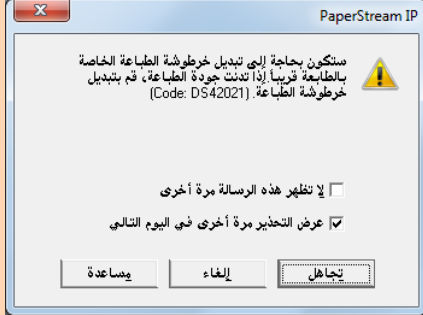 PaperStream IP
ستكون بحاجة إلى تبديل خرطوشة الطباعة الخاصة
بالطابعة قريباً.إذا تدنت جودة الطباعة، قم بتبديل
خرطوشة الطباعة. (Code: DS42021)
لا تظهر هذه الرسالة مرة أخرى
عرض التحذير مرة أخرى في اليوم التالي
تجاهل إلغاء مساعدة